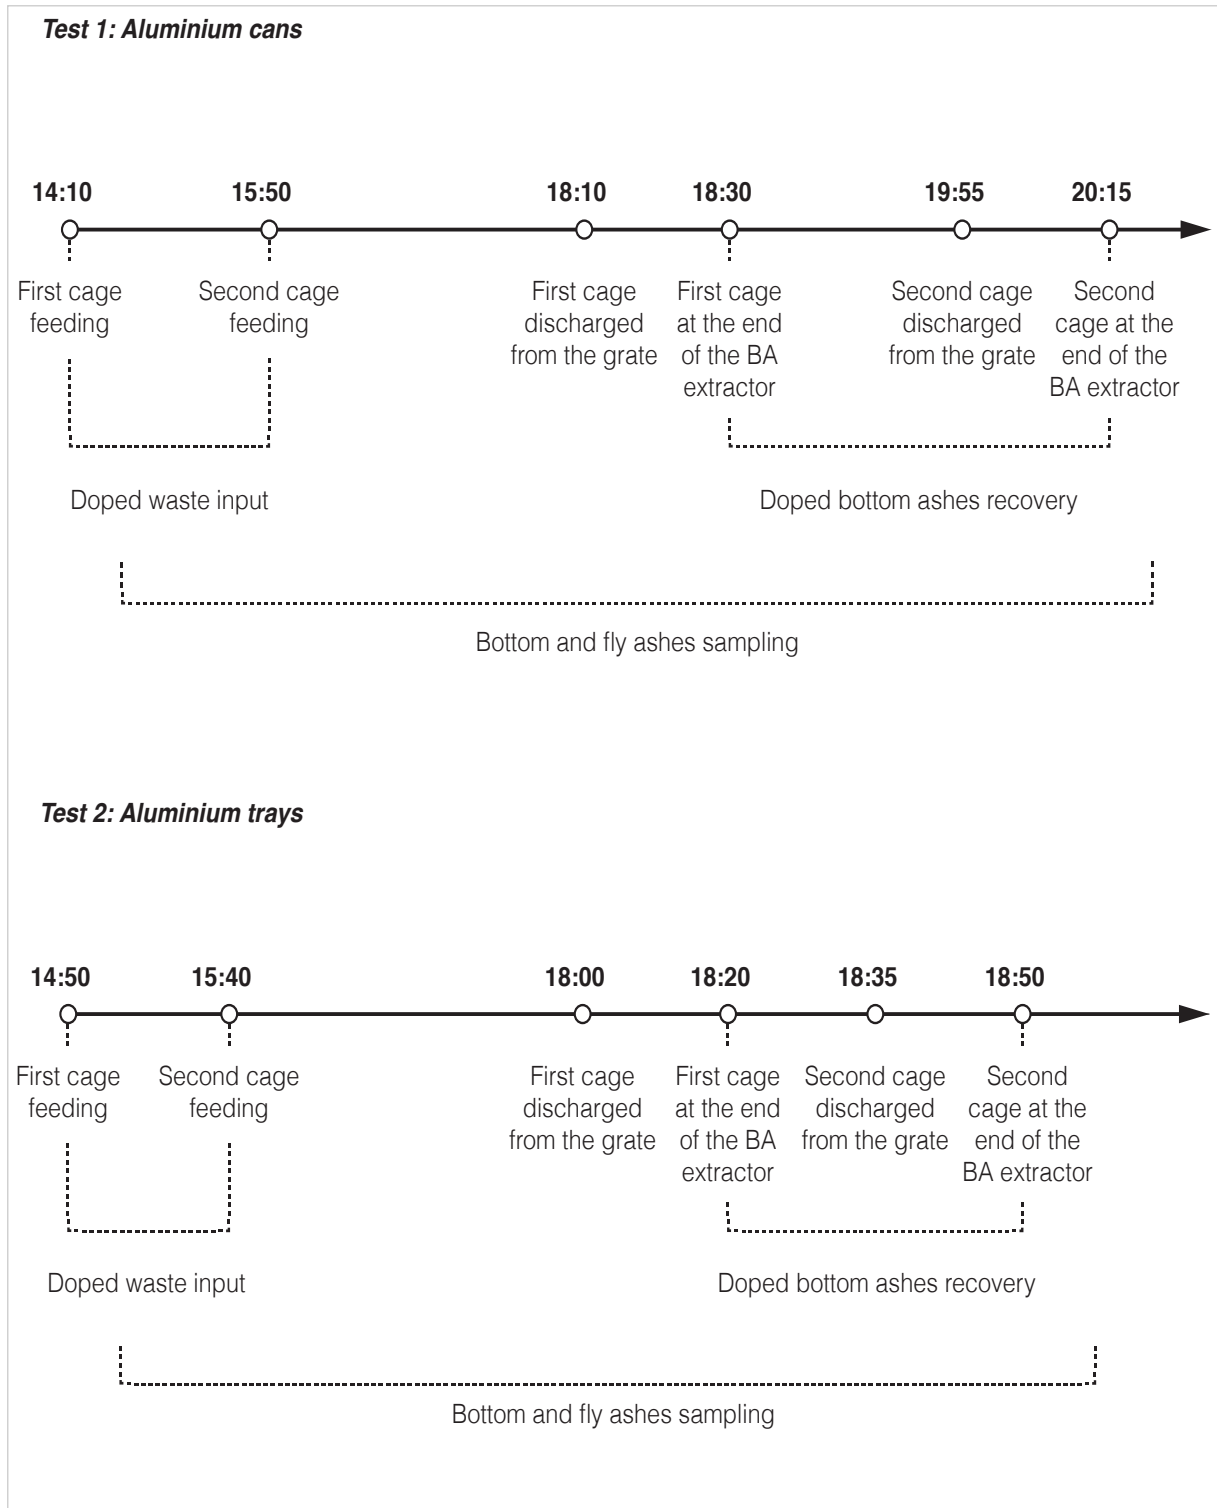 Test 1: Aluminium cans
14:10
15:50
18:10
18:30
19:55
20:15
First cage
feeding
Second cage
feeding
First cage
discharged
from the grate
First cage
at the end
of the BA
extractor
Second cage
discharged
from the grate
Second
cage at the
end of the
BA extractor
Doped waste input
Doped bottom ashes recovery
Bottom and fly ashes sampling
Test 2: Aluminium trays
14:50
15:40
18:00
18:20
18:35
18:50
First cage
feeding
Second cage
feeding
First cage
discharged
from the grate
First cage
at the end
of the BA
extractor
Second cage
discharged
from the grate
Second
cage at the
end of the
BA extractor
Doped waste input
Doped bottom ashes recovery
Bottom and fly ashes sampling